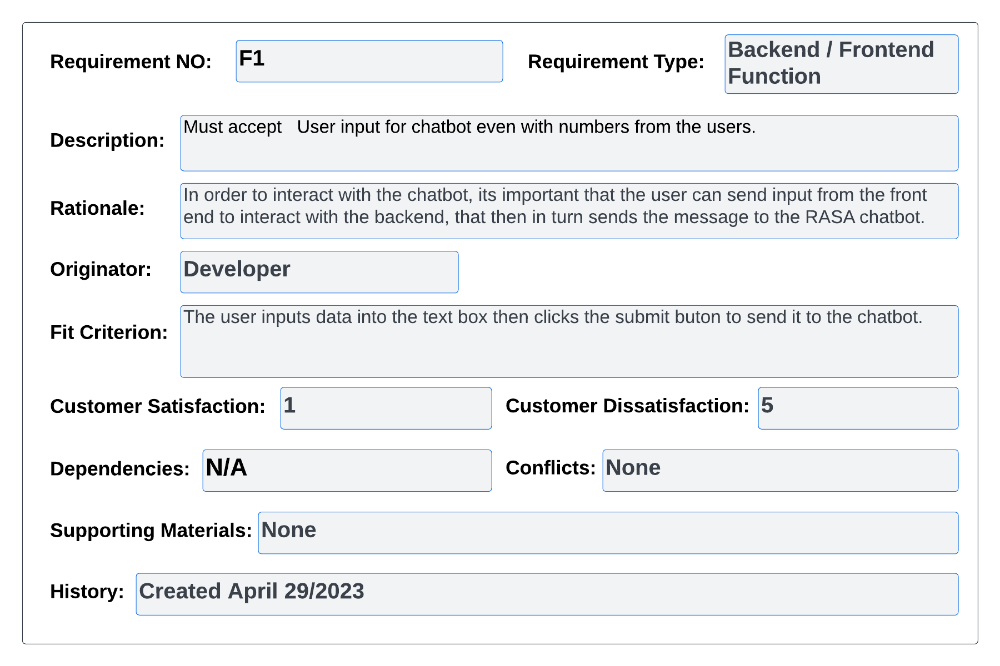 Requirement NO: F1 Requirement Type: Backend / Frontend
Function
Description: Must accept   User input for chatbot even with numbers from the users.
Rationale: In order to interact with the chatbot, its important that the user can send input from the front
end to interact with the backend, that then in turn sends the message to the RASA chatbot.
Originator: Developer
Fit Criterion: The user inputs data into the text box then clicks the submit buton to send it to the chatbot.
Customer Satisfaction: 1 Customer Dissatisfaction: 5
Dependencies: N/A Conflicts: None
Supporting Materials: None
History: Created April 29/2023